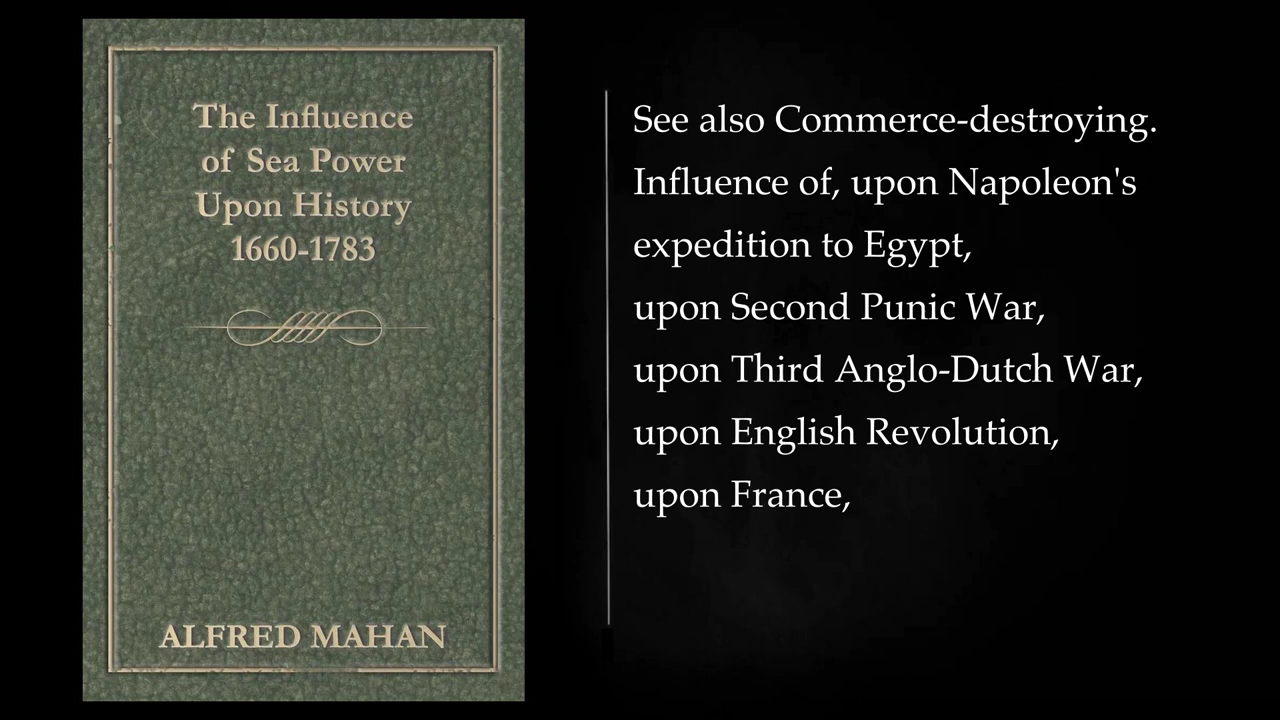 The Influence
of Sea Power
Upon History
1660-1783
ALFRED MAHAN
See also Commerce-destroying.
Influence of, upon Napoleon's
expedition to Egypt,
upon Second Punic War,
upon Third Anglo-Dutch War,
upon English Revolution,
upon France,